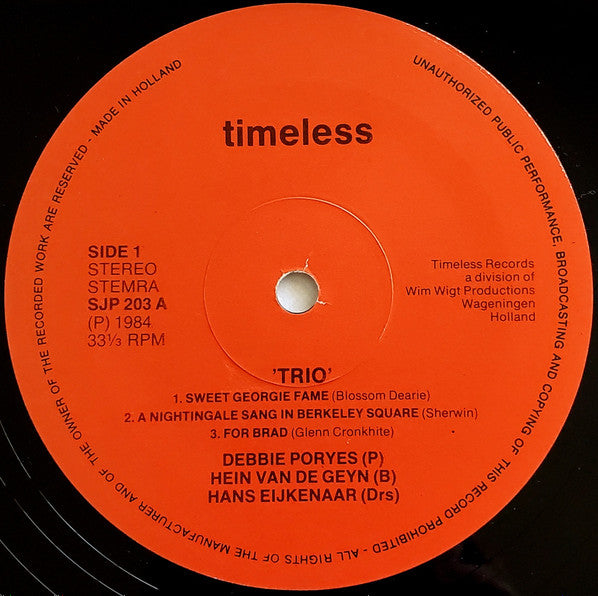 timeless
SIDE 1
STEREO
STEMRA
SJP 203 A
(P) 1984
33⅓ RPM
Timeless Records
a division of
Wim Wigt Productions
Wageningen
Holland
'TRIO'
1. SWEET GEORGIE FAME (Blossom Dearie)
2. A NIGHTINGALE SANG IN BERKELEY SQUARE (Sherwin)
3. FOR BRAD (Glenn Cronkhite)
DEBBIE PORYES (P)
HEIN VAN DE GEYN (B)
HANS EIJKENAAR (Drs)
UNAUTHORIZED PUBLIC PERFORMANCE, BROADCASTING AND COPYING OF THIS RECORD PROHIBITED - ALL RIGHTS OF THE MANUFACTURER AND OF THE OWNER OF THE RECORDED WORK ARE RESERVED - MADE IN HOLLAND